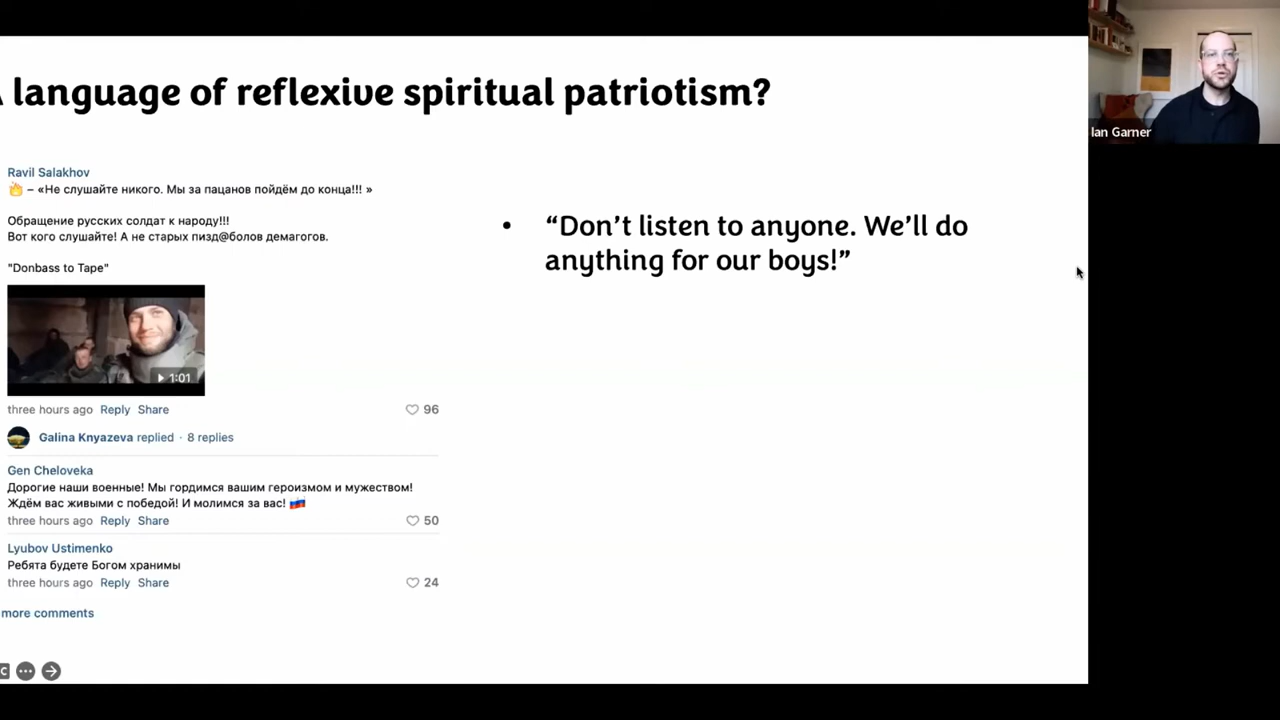 language of reflexive spiritual patriotism?
Ravil Salakhov
👏 – «Не слушайте никого. Мы за пацанов пойдём до конца!!! »
Обращение русских солдат к народу!!!
Вот кого слушайте! А не старых пизд@болов демагогов.
"Donbass to Tape"
1:01
three hours ago Reply Share 96
Galina Knyazeva replied · 8 replies
Gen Cheloveka
Дорогие наши военные! Мы гордимся вашим героизмом и мужеством!
Ждём вас живыми с победой! И молимся за вас! 🇷🇺
three hours ago Reply Share 50
Lyubov Ustimenko
Ребята будете Богом хранимы
three hours ago Reply Share 24
more comments
• “Don’t listen to anyone. We’ll do
anything for our boys!”
Ian Garner